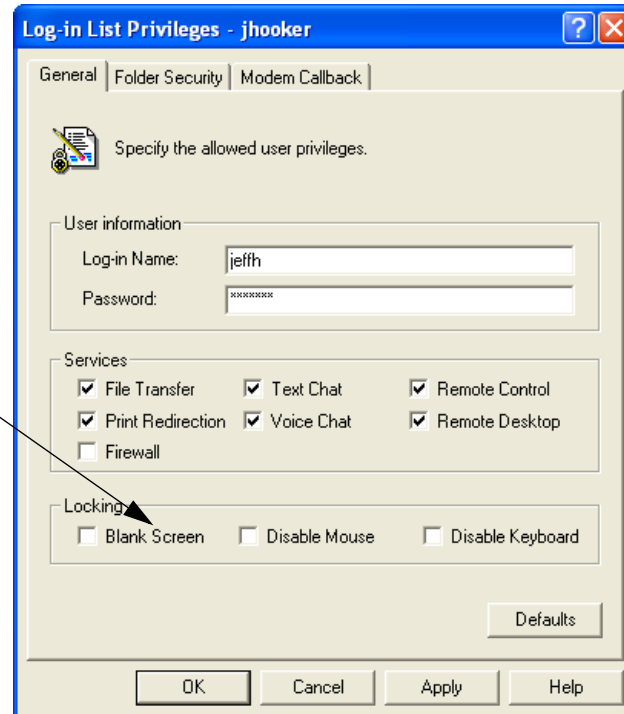 Log-in List Privileges - jhooker
General Folder Security Modem Callback
Specify the allowed user privileges.
User information
Log-in Name: jeffh
Password: *******
Services
File Transfer Text Chat Remote Control
Print Redirection Voice Chat Remote Desktop
Firewall
Locking
Blank Screen Disable Mouse Disable Keyboard
Defaults
OK Cancel Apply Help